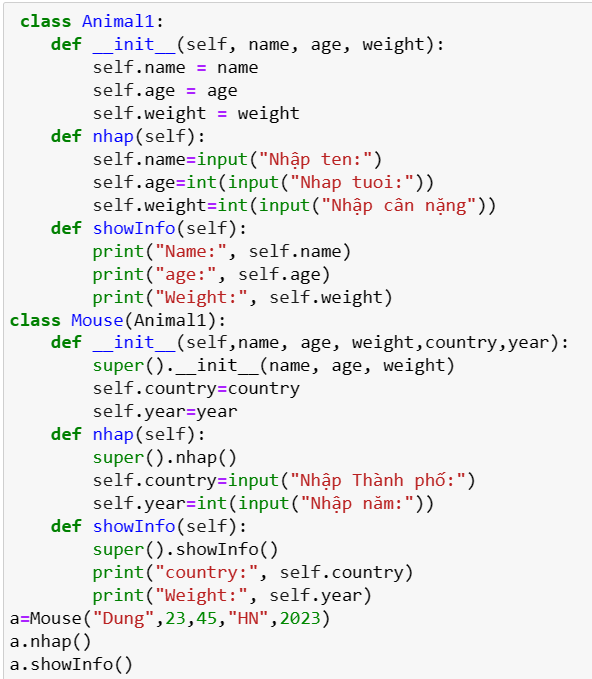 class Animal1:
    def __init__(self, name, age, weight):
        self.name = name
        self.age = age
        self.weight = weight
    def nhap(self):
        self.name=input("Nhập ten:")
        self.age=int(input("Nhap tuoi:"))
        self.weight=int(input("Nhập cân nặng"))
    def showInfo(self):
        print("Name:", self.name)
        print("age:", self.age)
        print("Weight:", self.weight)
class Mouse(Animal1):
    def __init__(self,name, age, weight,country,year):
        super().__init__(name, age, weight)
        self.country=country
        self.year=year
    def nhap(self):
        super().nhap()
        self.country=input("Nhập Thành phố:")
        self.year=int(input("Nhập năm:"))
    def showInfo(self):
        super().showInfo()
        print("country:", self.country)
        print("Weight:", self.year)
a=Mouse("Dung",23,45,"HN",2023)
a.nhap()
a.showInfo()